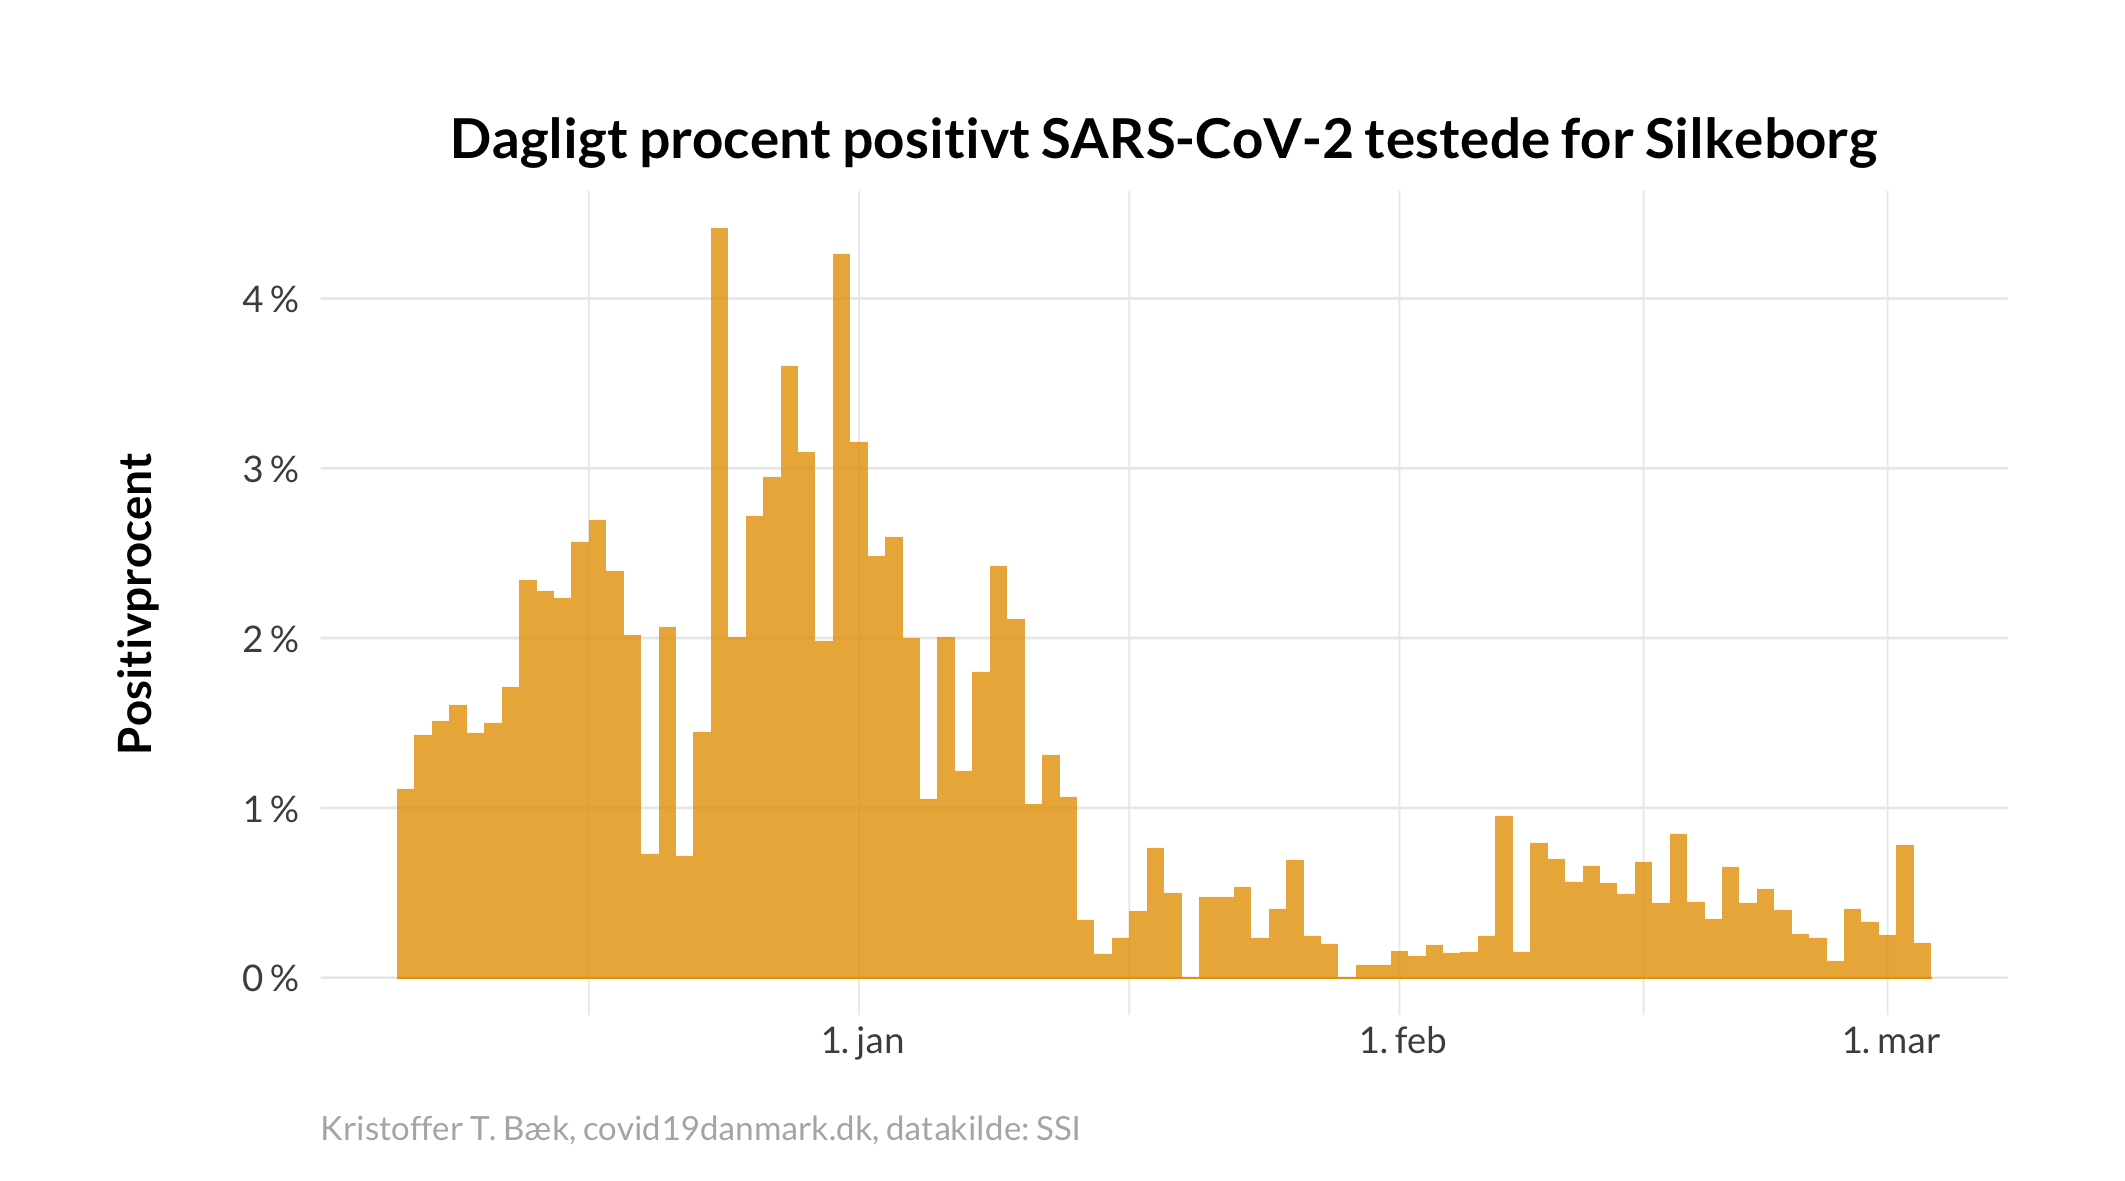 Dagligt procent positivt SARS-CoV-2 testede for Silkeborg
Positivprocent
4 %
3 %
2 %
1 %
0 %
1. jan
1. feb
1. mar
Kristoffer T. Bæk, covid19danmark.dk, datakilde: SSI